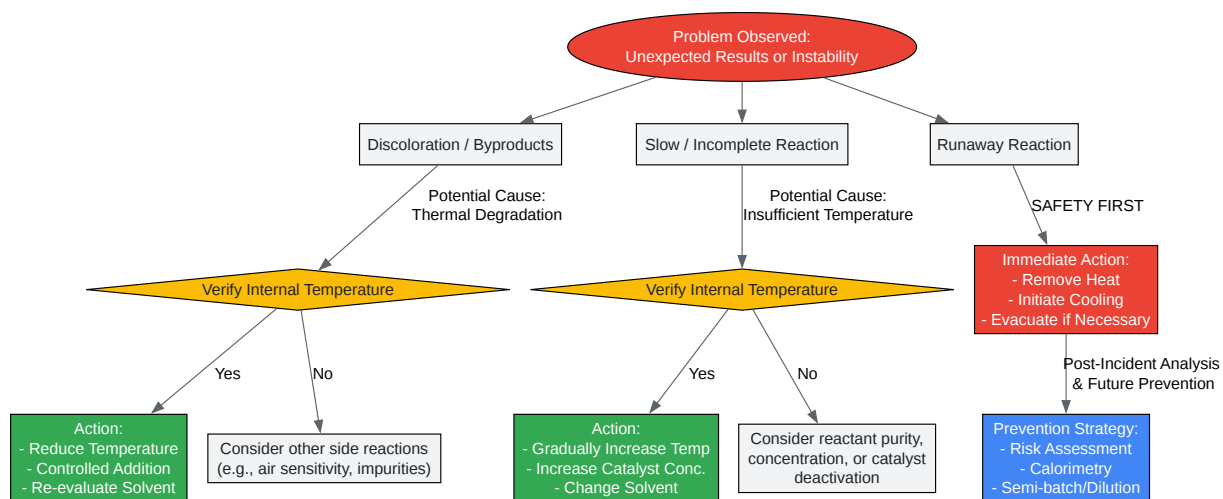 Problem Observed:
Unexpected Results or Instability
Discoloration / Byproducts
Slow / Incomplete Reaction
Runaway Reaction
Potential Cause:
Thermal Degradation
Potential Cause:
Insufficient Temperature
SAFETY FIRST
Verify Internal Temperature
Verify Internal Temperature
Immediate Action:
- Remove Heat
- Initiate Cooling
- Evacuate if Necessary
Yes
No
Yes
No
Post-Incident Analysis
& Future Prevention
Action:
- Reduce Temperature
- Controlled Addition
- Re-evaluate Solvent
Consider other side reactions
(e.g., air sensitivity, impurities)
Action:
- Gradually Increase Temp
- Increase Catalyst Conc.
- Change Solvent
Consider reactant purity,
concentration, or catalyst
deactivation
Prevention Strategy:
- Risk Assessment
- Calorimetry
- Semi-batch/Dilution